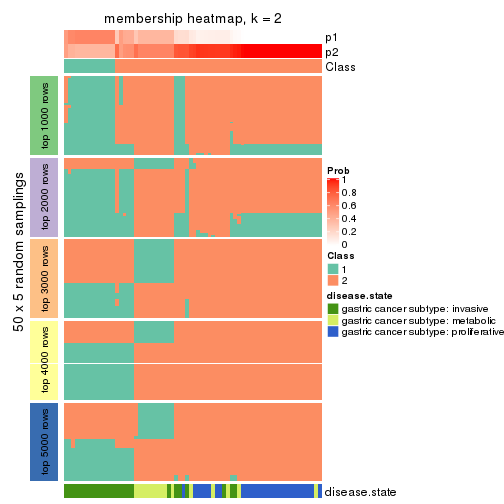 membership heatmap, k = 2
p1
p2
Class
50 x 5 random samplings
top 1000 rows
top 2000 rows
top 3000 rows
top 4000 rows
top 5000 rows
Prob
1
0.8
0.6
0.4
0.2
0
Class
1
2
disease.state
gastric cancer subtype: invasive
gastric cancer subtype: metabolic
gastric cancer subtype: proliferative
disease.state